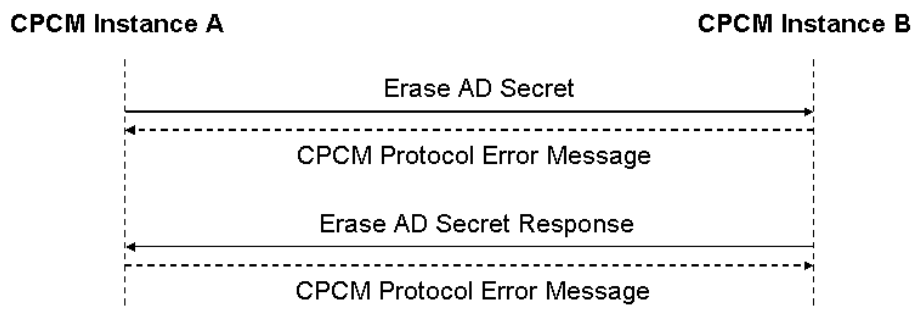 CPCM Instance A
CPCM Instance B
Erase AD Secret
CPCM Protocol Error Message
Erase AD Secret Response
CPCM Protocol Error Message